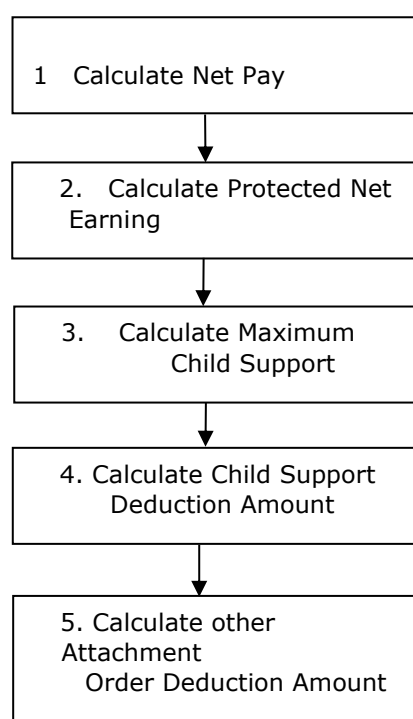 1 Calculate Net Pay
2. Calculate Protected Net
Earning
3. Calculate Maximum
Child Support
4. Calculate Child Support
Deduction Amount
5. Calculate other
Attachment
Order Deduction Amount